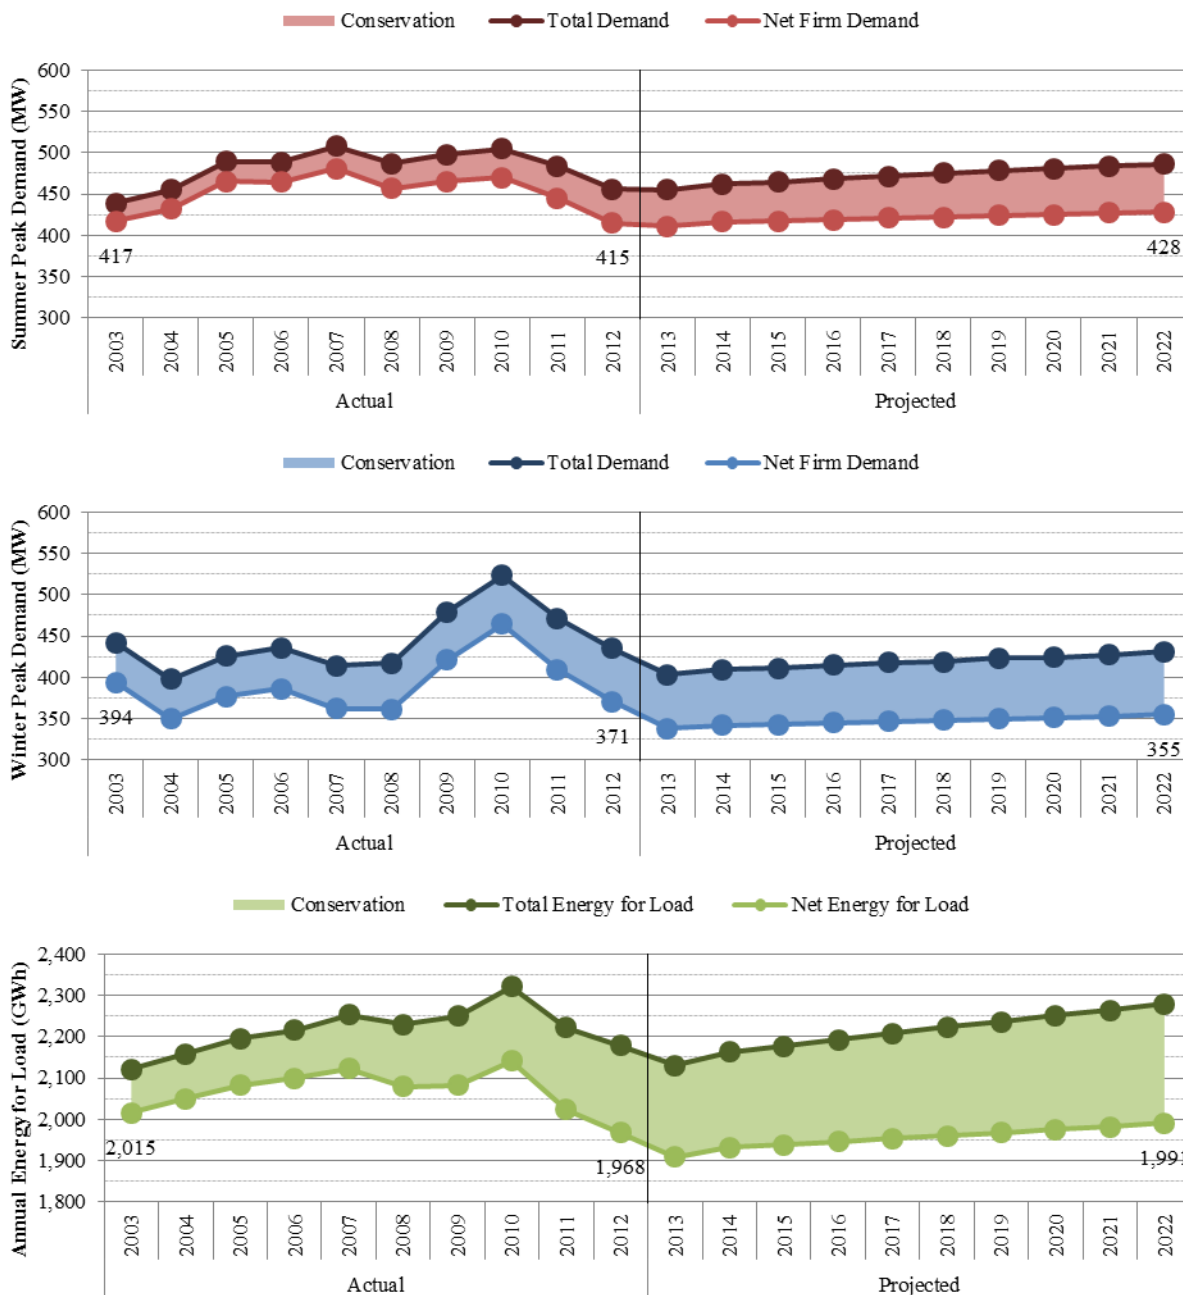 Conservation Total Demand Net Firm Demand
Summer Peak Demand (MW)
600
550
500
450
400
350
300
417
415
428
2003 2004 2005 2006 2007 2008 2009 2010 2011 2012 2013 2014 2015 2016 2017 2018 2019 2020 2021 2022
Actual Projected
Conservation Total Demand Net Firm Demand
Winter Peak Demand (MW)
600
550
500
450
400
350
300
394
371
355
2003 2004 2005 2006 2007 2008 2009 2010 2011 2012 2013 2014 2015 2016 2017 2018 2019 2020 2021 2022
Actual Projected
Conservation Total Energy for Load Net Energy for Load
Annual Energy for Load (GWh)
2,400
2,300
2,200
2,100
2,000
1,900
1,800
2,015
1,968
1,991
2003 2004 2005 2006 2007 2008 2009 2010 2011 2012 2013 2014 2015 2016 2017 2018 2019 2020 2021 2022
Actual Projected